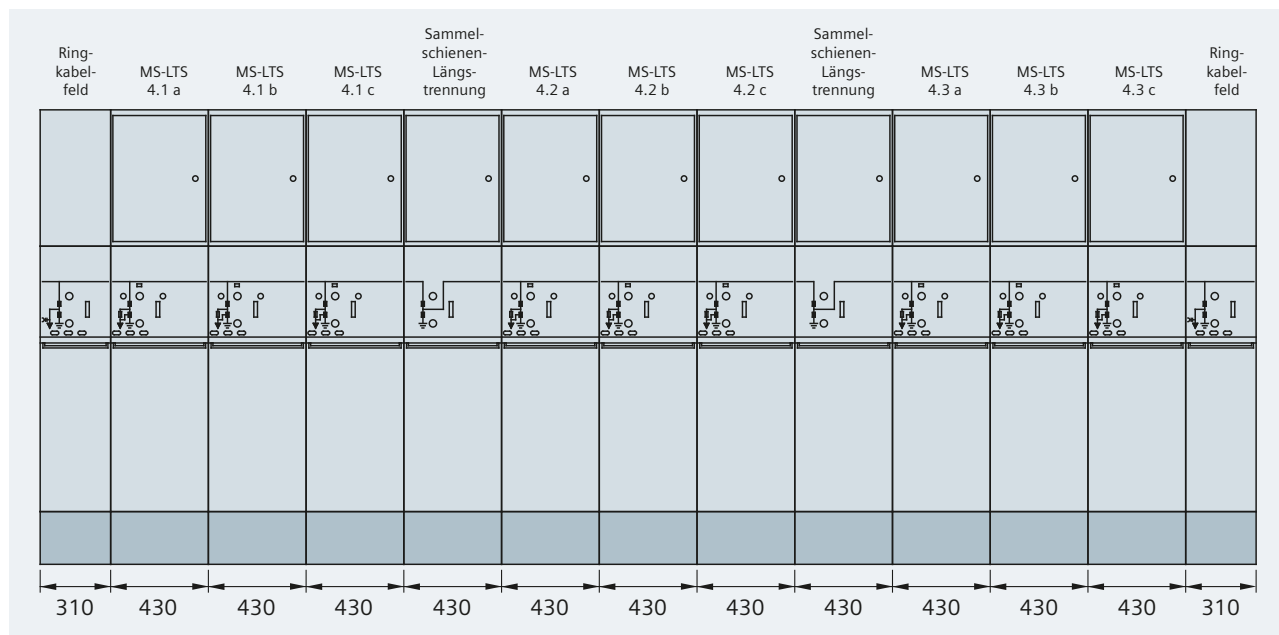 Ring-
kabel-
feld
MS-LTS
4.1 a
MS-LTS
4.1 b
MS-LTS
4.1 c
Sammel-
schienen-
Längs-
trennung
MS-LTS
4.2 a
MS-LTS
4.2 b
MS-LTS
4.2 c
Sammel-
schienen-
Längs-
trennung
MS-LTS
4.3 a
MS-LTS
4.3 b
MS-LTS
4.3 c
Ring-
kabel-
feld
310
430
430
430
430
430
430
430
430
430
430
430
310